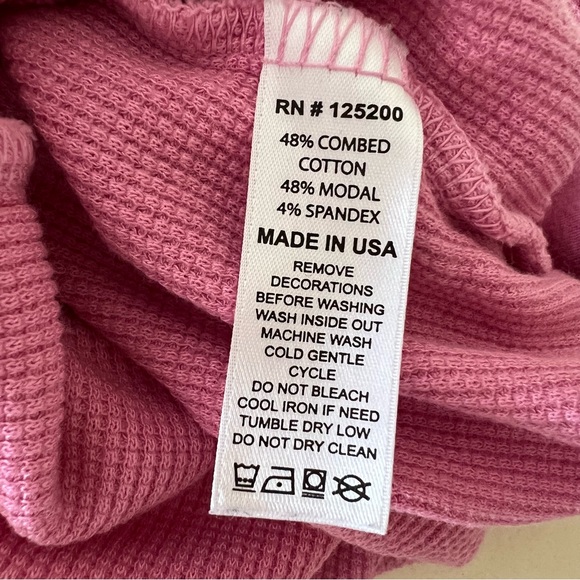 RN # 125200
48% COMBED
COTTON
48% MODAL
4% SPANDEX
MADE IN USA
REMOVE
DECORATIONS
BEFORE WASHING
WASH INSIDE OUT
MACHINE WASH
COLD GENTLE
CYCLE
DO NOT BLEACH
COOL IRON IF NEED
TUMBLE DRY LOW
DO NOT DRY CLEAN